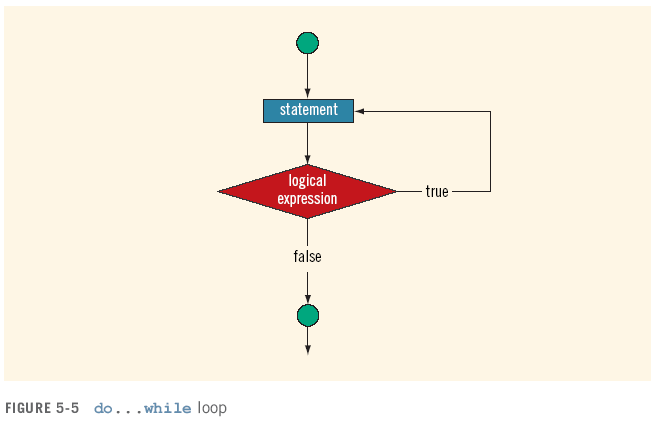 statement
logical
expression
true
false
FIGURE 5-5 do...while loop